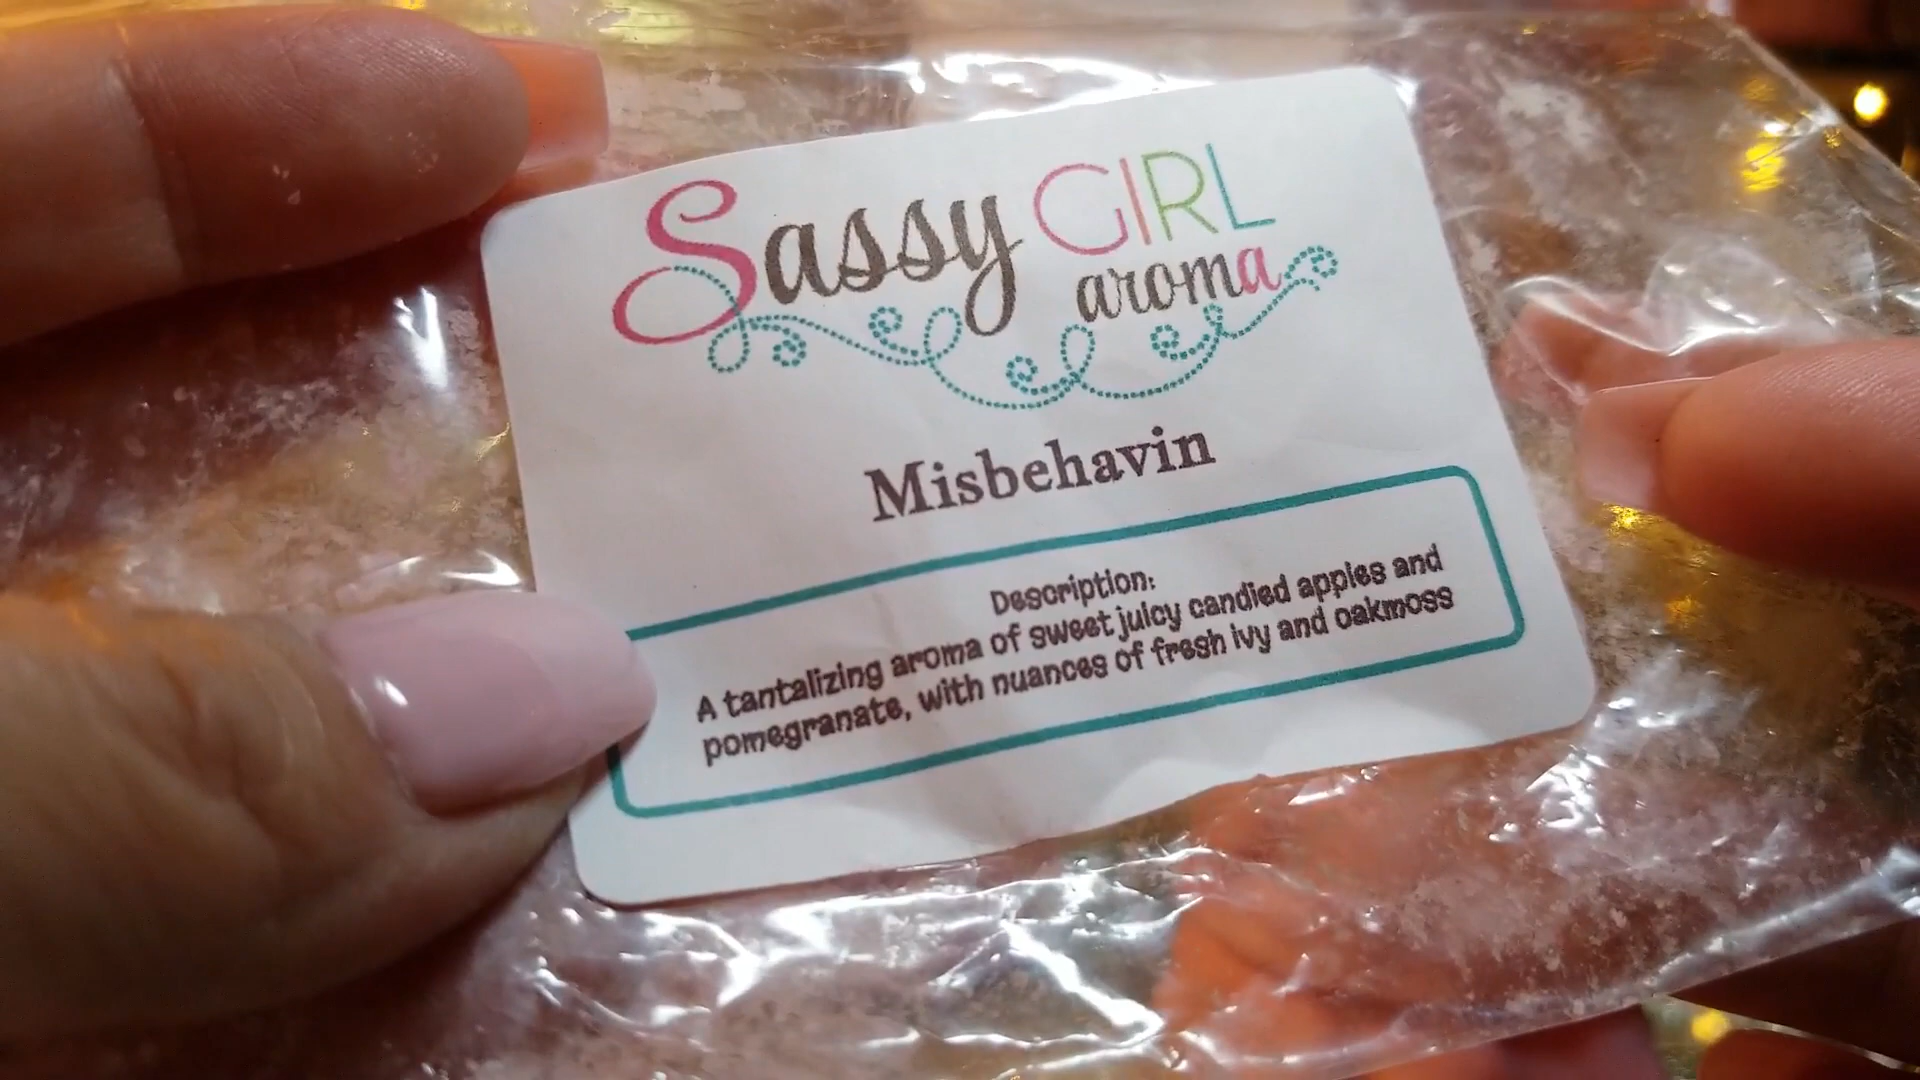 Sassy GIRL
aroma
Misbehavin
Description:
A tantalizing aroma of sweet juicy candied apples and
pomegranate, with nuances of fresh ivy and oakmoss